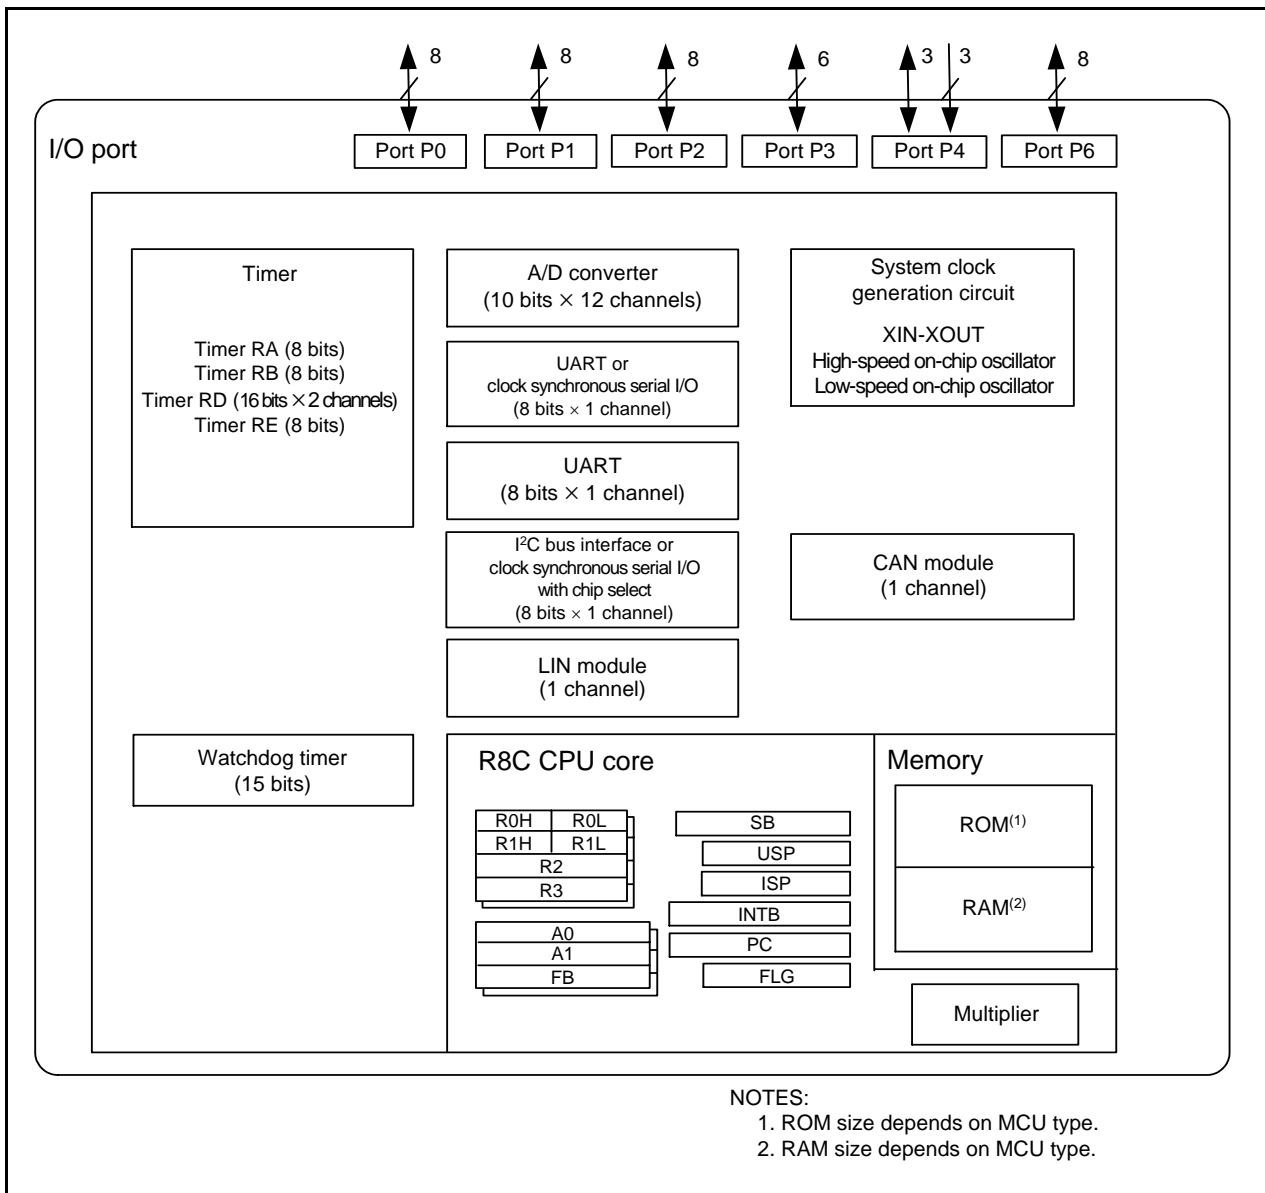 8 8 8 6 3 3 8
I/O port
Port P0 Port P1 Port P2 Port P3 Port P4 Port P6
Timer
Timer RA (8 bits)
Timer RB (8 bits)
Timer RD (16 bits × 2 channels)
Timer RE (8 bits)
A/D converter
(10 bits × 12 channels)
UART or
clock synchronous serial I/O
(8 bits × 1 channel)
UART
(8 bits × 1 channel)
I²C bus interface or
clock synchronous serial I/O
with chip select
(8 bits × 1 channel)
LIN module
(1 channel)
System clock
generation circuit
XIN-XOUT
High-speed on-chip oscillator
Low-speed on-chip oscillator
CAN module
(1 channel)
Watchdog timer
(15 bits)
R8C CPU core
R0H R0L
R1H R1L
R2
R3
A0
A1
FB
SB
USP
ISP
INTB
PC
FLG
Memory
ROM(1)
RAM(2)
Multiplier
NOTES:
1. ROM size depends on MCU type.
2. RAM size depends on MCU type.